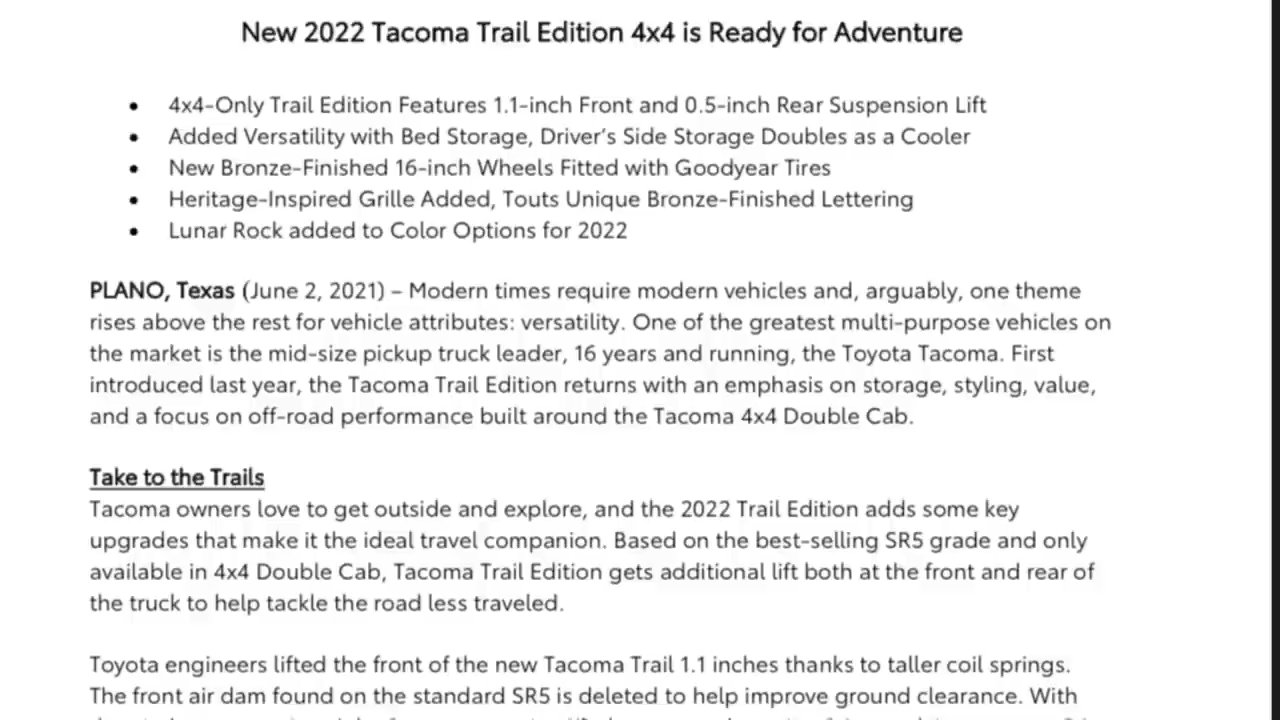 New 2022 Tacoma Trail Edition 4x4 is Ready for Adventure
• 4x4-Only Trail Edition Features 1.1-inch Front and 0.5-inch Rear Suspension Lift
• Added Versatility with Bed Storage, Driver's Side Storage Doubles as a Cooler
• New Bronze-Finished 16-inch Wheels Fitted with Goodyear Tires
• Heritage-Inspired Grille Added, Touts Unique Bronze-Finished Lettering
• Lunar Rock added to Color Options for 2022
PLANO, Texas (June 2, 2021) – Modern times require modern vehicles and, arguably, one theme
rises above the rest for vehicle attributes: versatility. One of the greatest multi-purpose vehicles on
the market is the mid-size pickup truck leader, 16 years and running, the Toyota Tacoma. First
introduced last year, the Tacoma Trail Edition returns with an emphasis on storage, styling, value,
and a focus on off-road performance built around the Tacoma 4x4 Double Cab.
Take to the Trails
Tacoma owners love to get outside and explore, and the 2022 Trail Edition adds some key
upgrades that make it the ideal travel companion. Based on the best-selling SR5 grade and only
available in 4x4 Double Cab, Tacoma Trail Edition gets additional lift both at the front and rear of
the truck to help tackle the road less traveled.
Toyota engineers lifted the front of the new Tacoma Trail 1.1 inches thanks to taller coil springs.
The front air dam found on the standard SR5 is deleted to help improve ground clearance. With